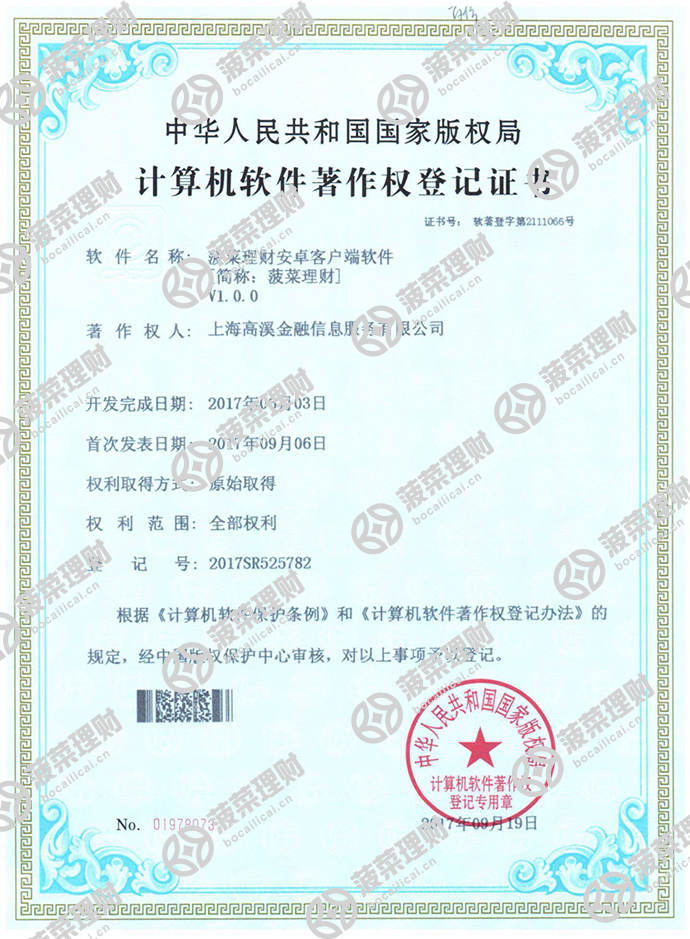 中华人民共和国国家版权局
计算机软件著作权登记证书
证书号： 软著登字第2111066号
软件名称： 菠菜理财安卓客户端软件
[简称：菠菜理财]
V1.0.0
著作权人： 上海高溪金融信息服务有限公司
开发完成日期： 2017年 月03日
首次发表日期： 2017年09月06日
权利取得方式： 原始取得
权利范围： 全部权利
登记号： 2017SR525782
根据《计算机软件保护条例》和《计算机软件著作权登记办法》的
规定，经中国版权保护中心审核，对以上事项予以登记。
中华人民共和国国家版权局
计算机软件著作权
登记专用章
No. 01978073
2017年09月19日
菠菜理财
bocailicai.cn